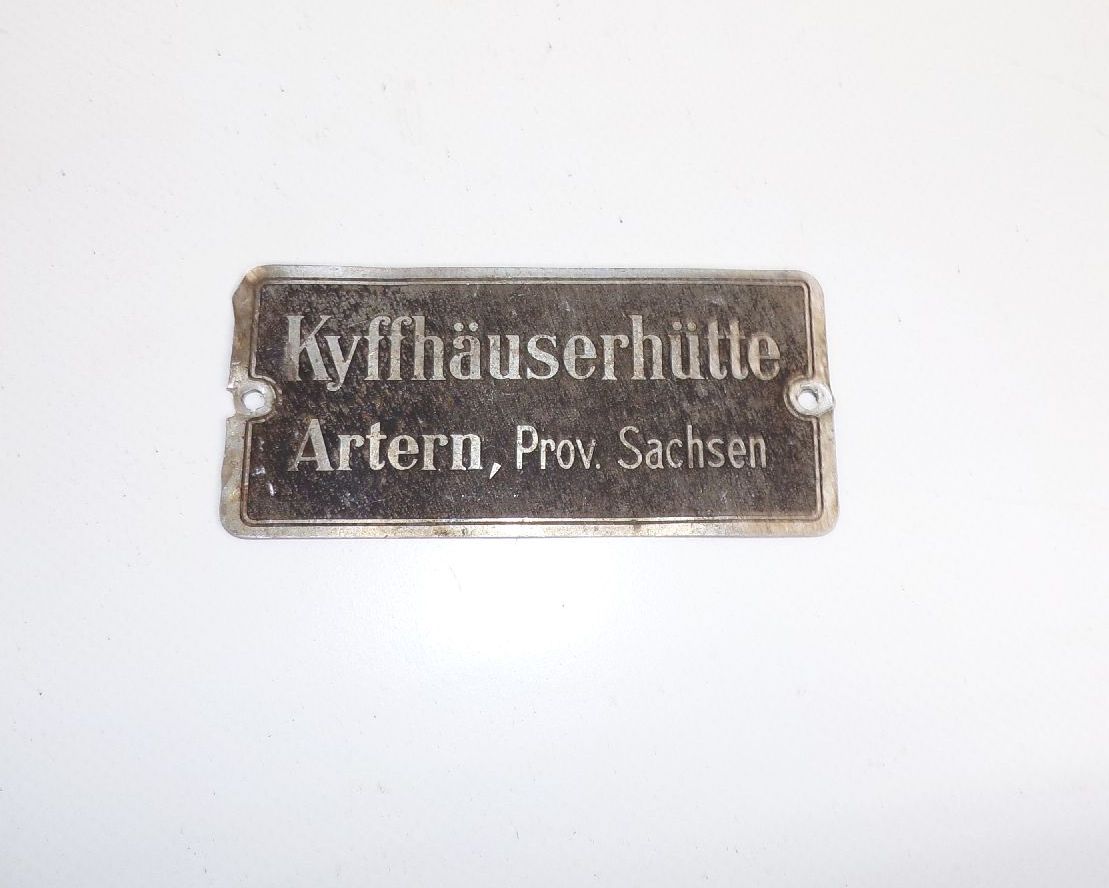 Kyffhäuserhütte
Artern, Prov. Sachsen